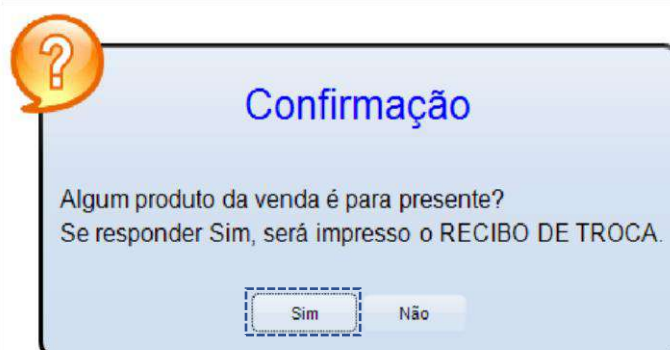 Confirmação
Algum produto da venda é para presente?
Se responder Sim, será impresso o RECIBO DE TROCA.
Sim Não